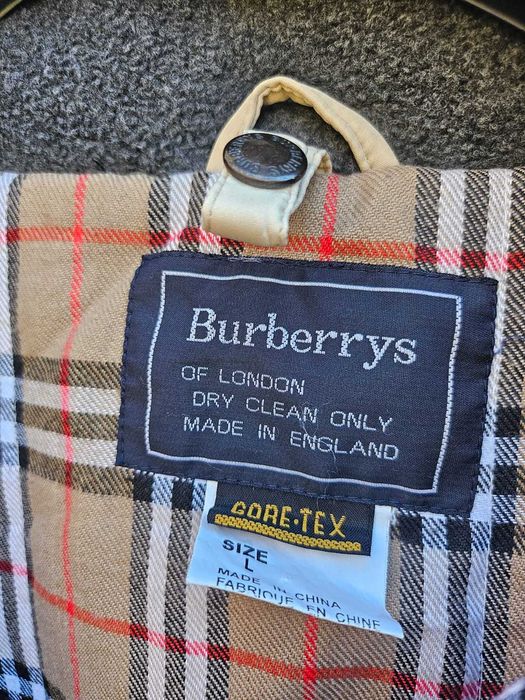 Burberrys
OF LONDON
DRY CLEAN ONLY
MADE IN ENGLAND
GORE-TEX
SIZE
L
MADE IN CHINA
FABRIQUE EN CHINE